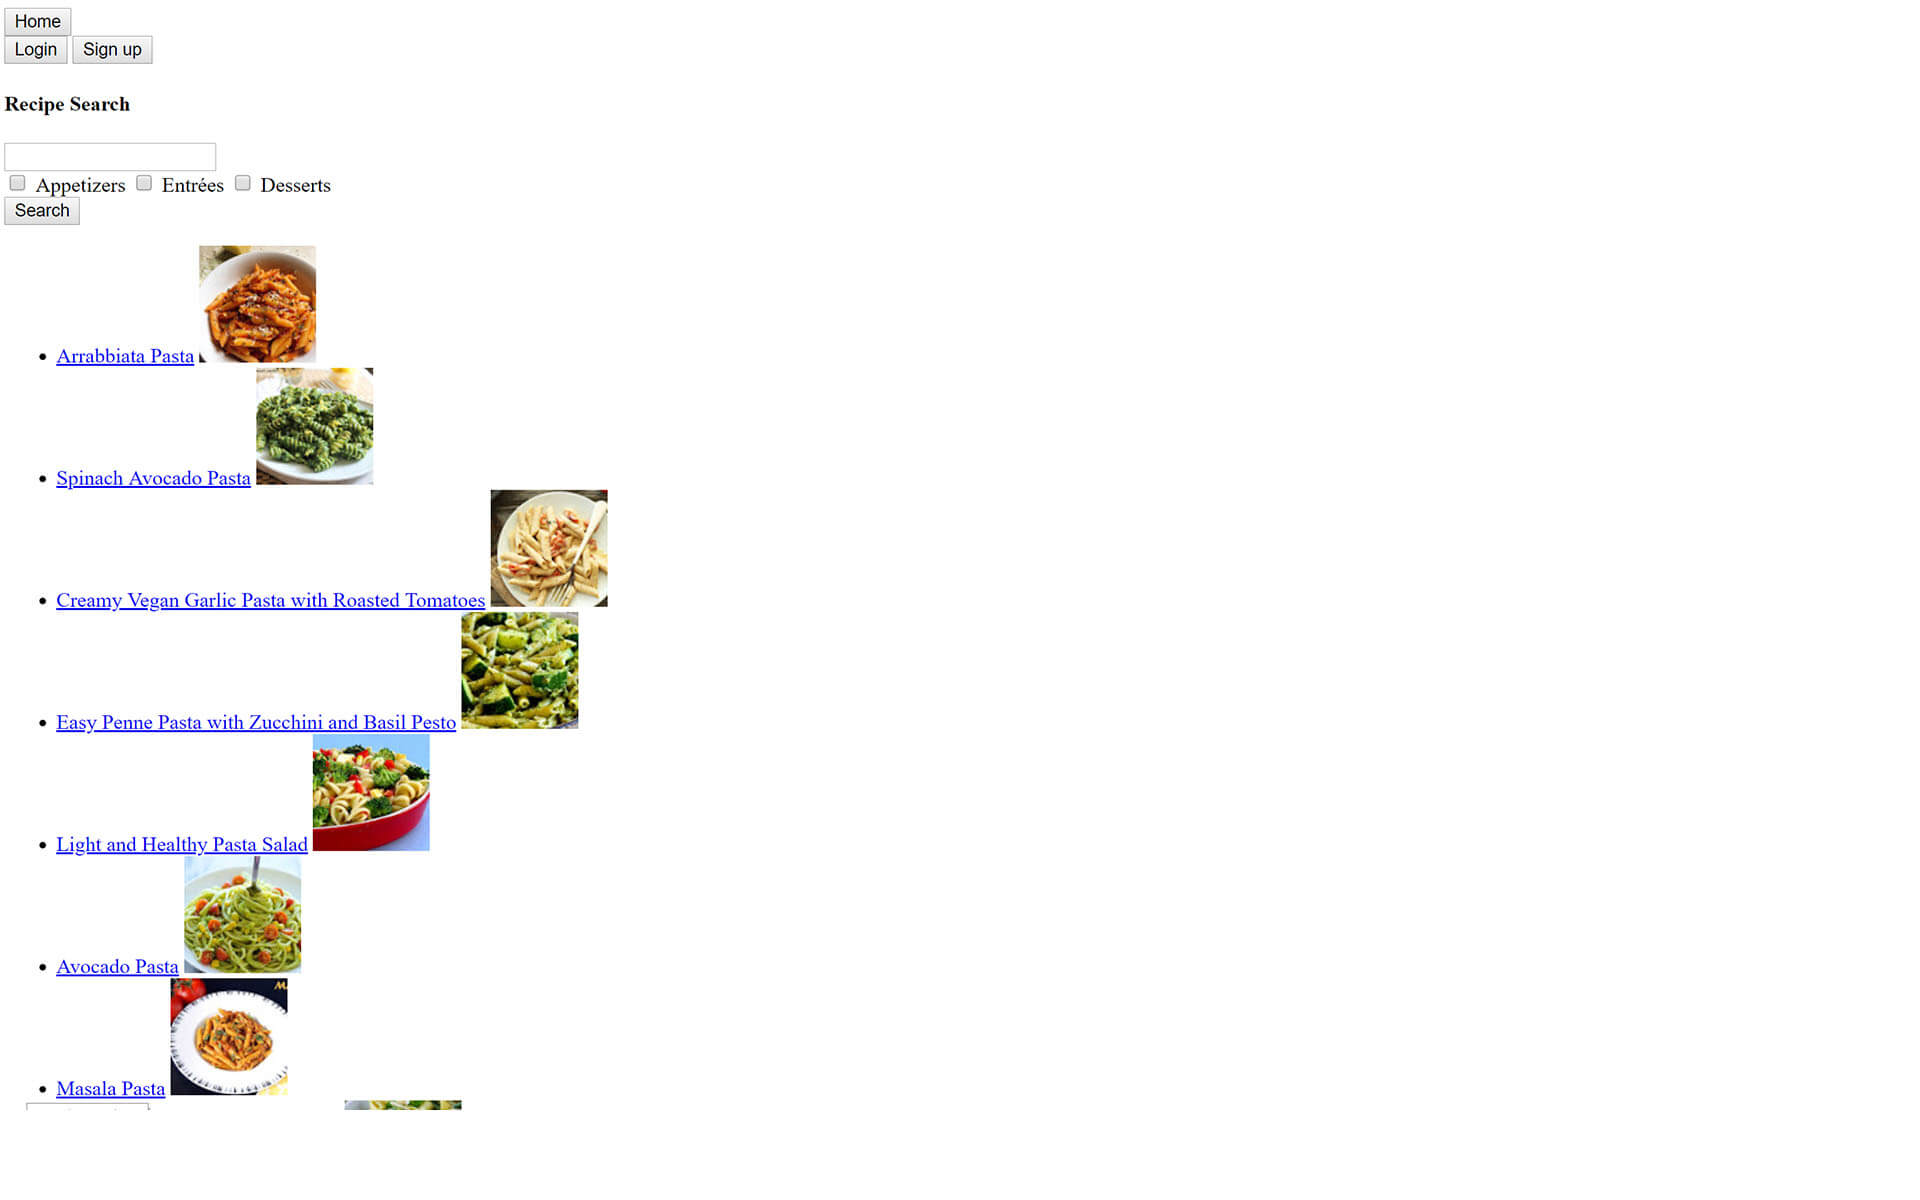 Home
Login Sign up
Recipe Search
Appetizers Entrées Desserts
Search
Arrabbiata Pasta
Spinach Avocado Pasta
Creamy Vegan Garlic Pasta with Roasted Tomatoes
Easy Penne Pasta with Zucchini and Basil Pesto
Light and Healthy Pasta Salad
Avocado Pasta
Masala Pasta